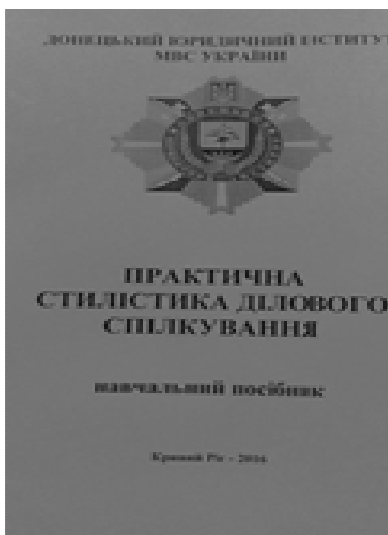 ДОНЕЦЬКИЙ ЮРИДИЧНИЙ ІНСТИТУТ
МВС УКРАЇНИ
ПРАКТИЧНА
СТИЛІСТИКА ДІЛОВОГО
СПІЛКУВАННЯ
навчальний посібник
Кривий Ріг - 2016